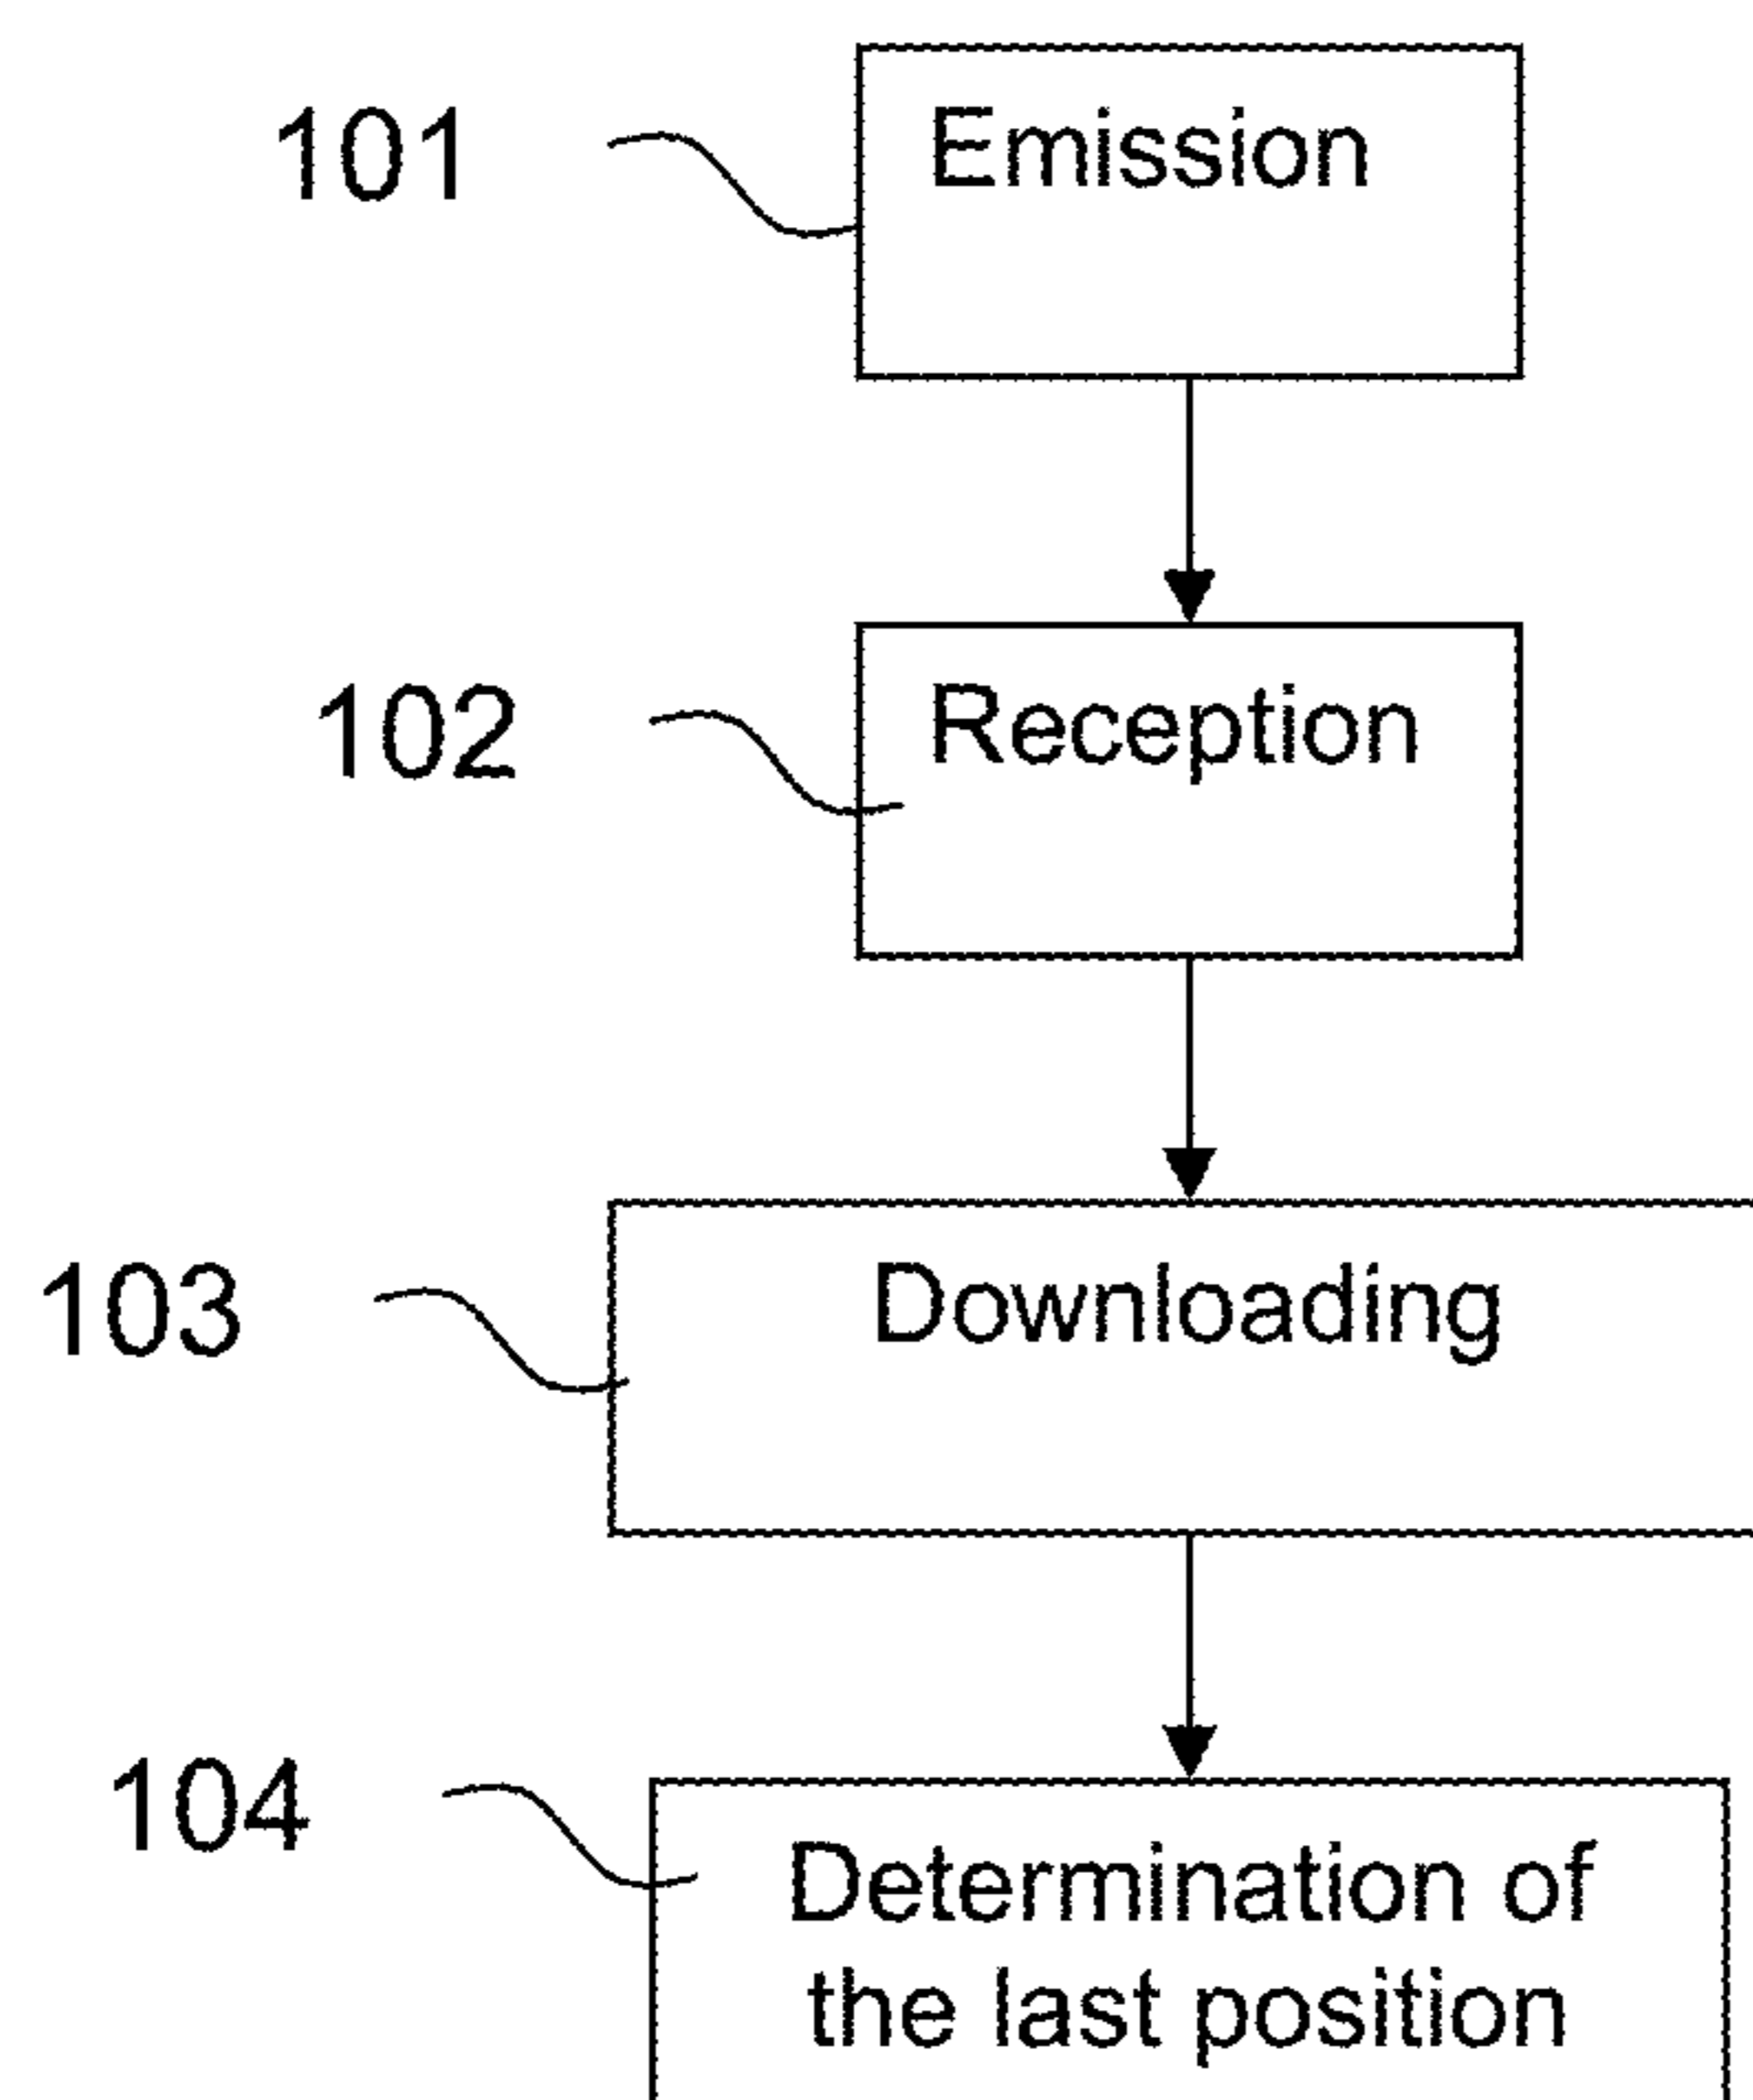 101
Emission
102
Reception
103
Downloading
104
Determination of
the last position